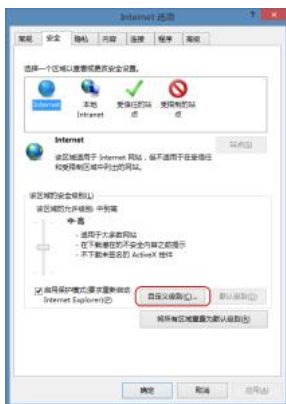 Internet 选项
常规 安全 隐私 内容 连接 程序 高级
选择一个区域以查看或更改安全设置。
Internet 本地 Intranet 受信任的站点 受限制的站点
Internet
该区域适用于 Internet 网站，但不适用于在受信任和受限制区域中列出的网站。
站点(S)
该区域的安全级别(L)
该区域的允许级别: 中到高
中-高
- 适用于大多数网站
- 在下载潜在的不安全内容之前提示
- 不下载未签名的 ActiveX 控件
启用保护模式(要求重新启动 Internet Explorer)(P)
自定义级别(C)... 默认级别(D)
将所有区域重置为默认级别(R)
确定 取消 应用(A)